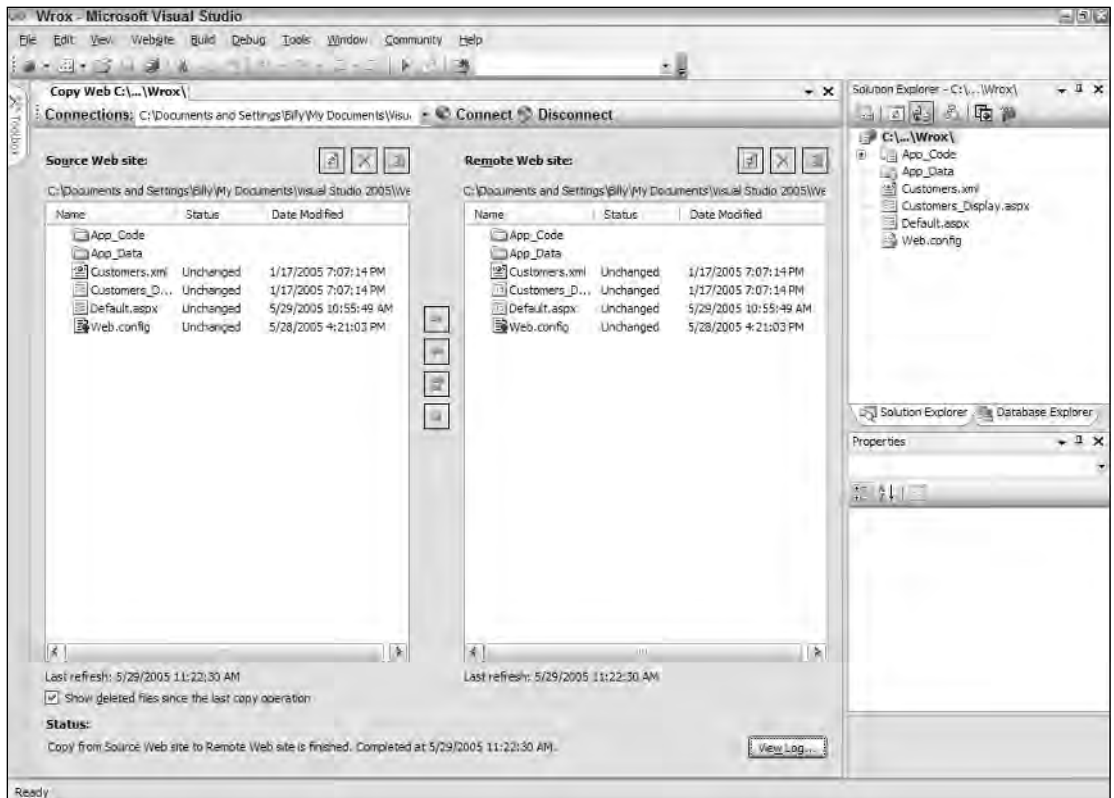 Wrox - Microsoft Visual Studio
File Edit View Website Build Debug Tools Window Community Help
Toolbox
Copy Web C:\...\Wrox\
Connections: C:\Documents and Settings\Billy\My Documents\Visu Connect Disconnect
Source Web site: Remote Web site:
C:\Documents and Settings\Billy\My Documents\Visual Studio 2005\We C:\Documents and Settings\Billy\My Documents\Visual Studio 2005\We
Name Status Date Modified Name Status Date Modified
App_Code App_Code
App_Data App_Data
Customers.xml Unchanged 1/17/2005 7:07:14 PM Customers.xml Unchanged 1/17/2005 7:07:14 PM
Customers_D... Unchanged 1/17/2005 7:07:14 PM Customers_D... Unchanged 1/17/2005 7:07:14 PM
Default.aspx Unchanged 5/29/2005 10:55:49 AM Default.aspx Unchanged 5/29/2005 10:55:49 AM
Web.config Unchanged 5/28/2005 4:21:03 PM Web.config Unchanged 5/28/2005 4:21:03 PM
Last refresh: 5/29/2005 11:22:30 AM Last refresh: 5/29/2005 11:22:30 AM
Show deleted files since the last copy operation
Status:
Copy from Source Web site to Remote Web site is finished. Completed at 5/29/2005 11:22:30 AM.
View Log...
Solution Explorer - C:\...\Wrox\
C:\...\Wrox\
App_Code
App_Data
Customers.xml
Customers_Display.aspx
Default.aspx
Web.config
Solution Explorer Database Explorer
Properties
Ready